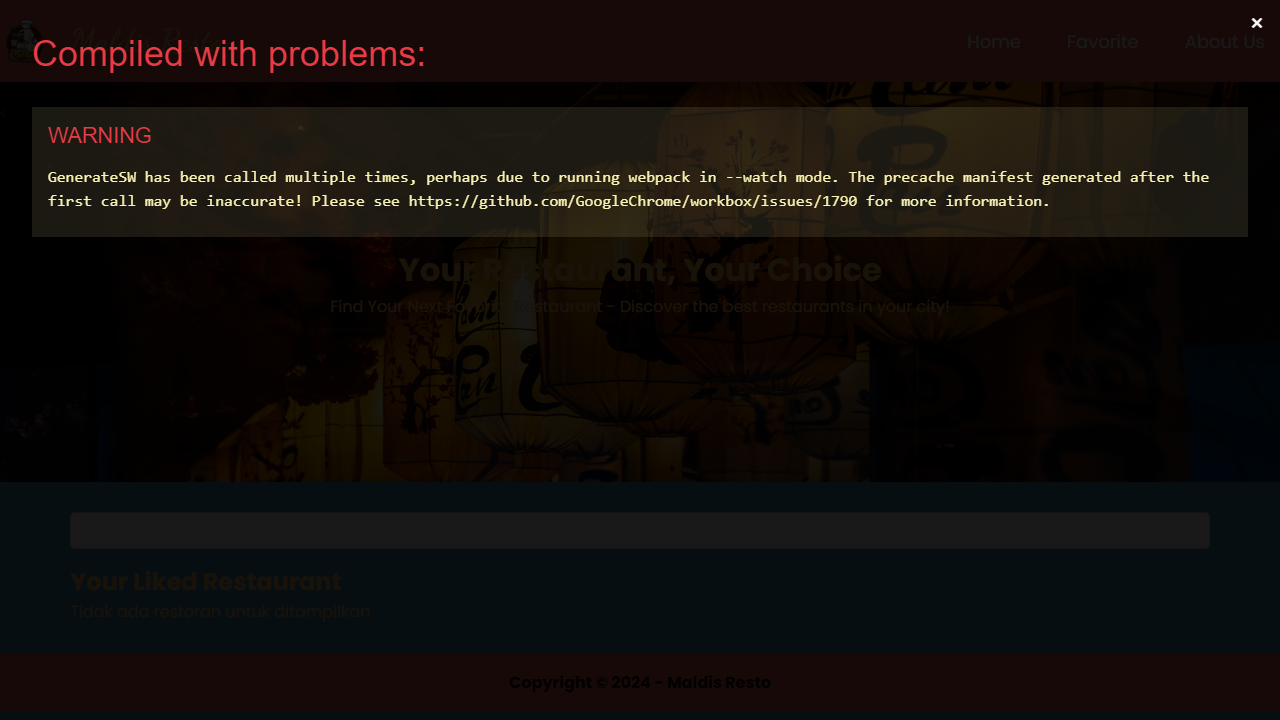 Compiled with problems:
Home
Favorite
About Us
WARNING
GenerateSW has been called multiple times, perhaps due to running webpack in --watch mode. The precache manifest generated after the
first call may be inaccurate! Please see https://github.com/GoogleChrome/workbox/issues/1790 for more information.
Your Restaurant, Your Choice
Find Your Next Favorite Restaurant - Discover the best restaurants in your city!
Your Liked Restaurant
Tidak ada restoran untuk ditampilkan
Copyright © 2024 - Maldis Resto